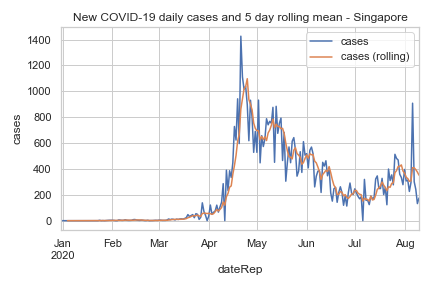 New COVID-19 daily cases and 5 day rolling mean - Singapore
cases
cases (rolling)
1400
1200
1000
800
600
400
200
0
cases
Jan
2020
Feb
Mar
Apr
May
Jun
Jul
Aug
dateRep